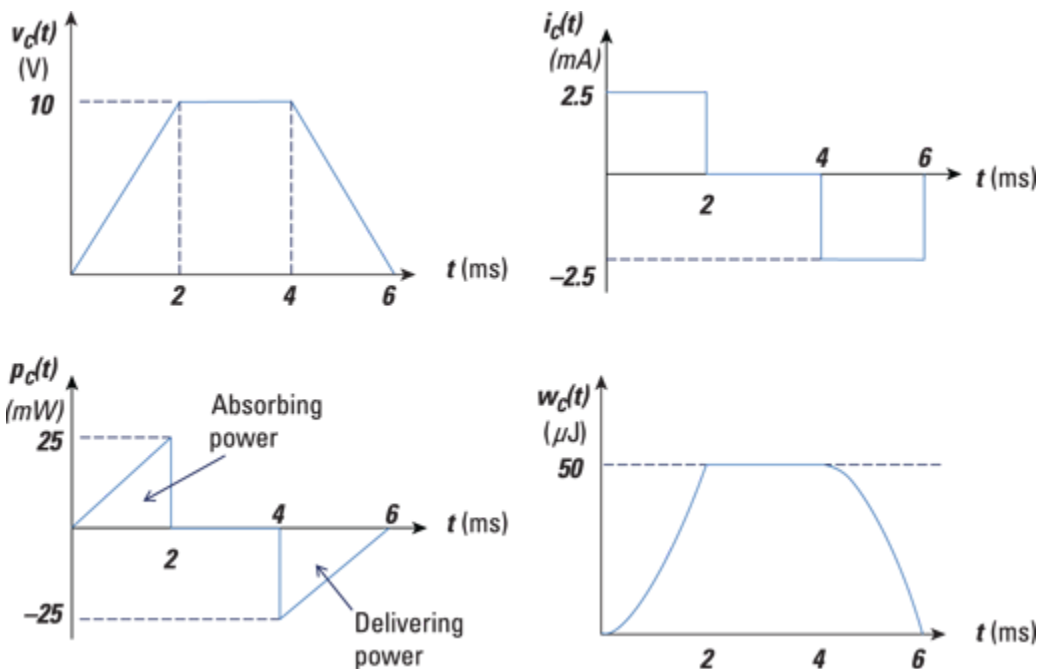 v_c(t)
(V)
10
2
4
6
t (ms)
i_c(t)
(mA)
2.5
4
6
t (ms)
2
–2.5
p_c(t)
(mW)
25
Absorbing
power
4
6
t (ms)
2
–25
Delivering
power
w_c(t)
(μJ)
50
t (ms)
2
4
6